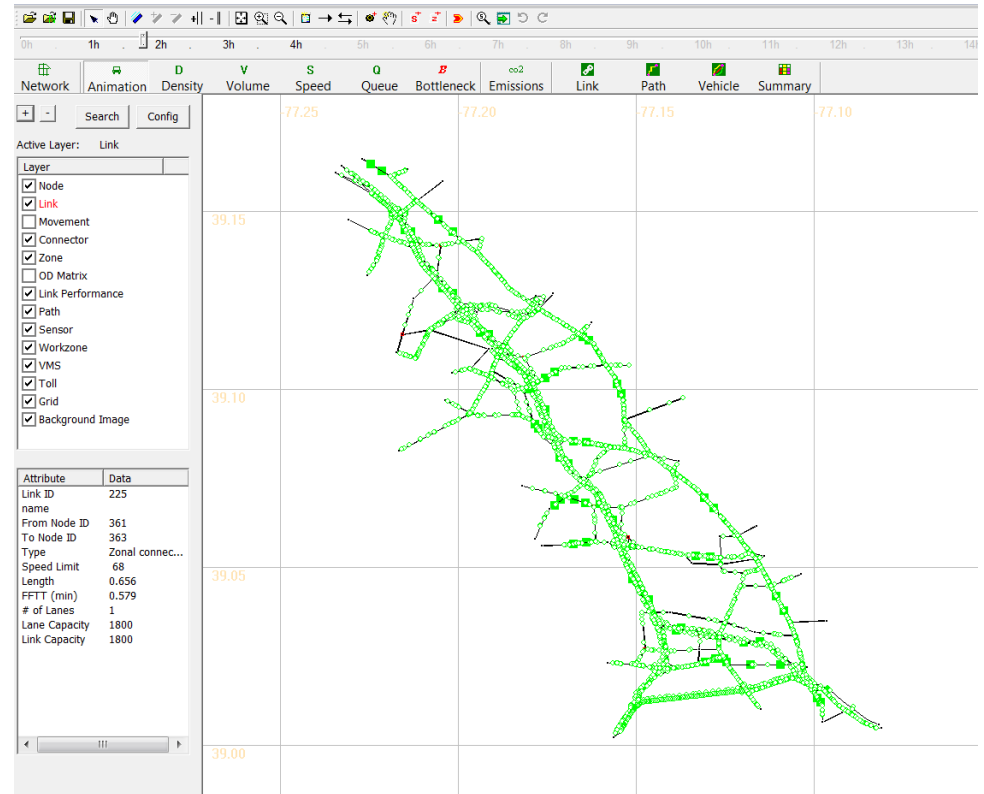 0h 1h 2h 3h 4h 5h 6h 7h 8h 9h 10h 11h 12h 13h 14h
D V S Q B co2
Network Animation Density Volume Speed Queue Bottleneck Emissions Link Path Vehicle Summary
+ - Search Config
Active Layer: Link
Layer
Node
Link
Movement
Connector
Zone
OD Matrix
Link Performance
Path
Sensor
Workzone
VMS
Toll
Grid
Background Image
Attribute Data
Link ID 225
name
From Node ID 361
To Node ID 363
Type Zonal connec...
Speed Limit 68
Length 0.656
FFTT (min) 0.579
# of Lanes 1
Lane Capacity 1800
Link Capacity 1800
-77.25 -77.20 -77.15 -77.10
39.15
39.10
39.05
39.00